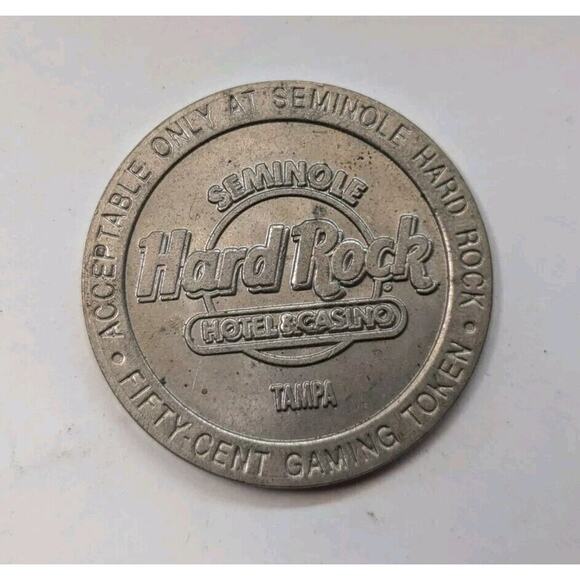 • ACCEPTABLE ONLY AT SEMINOLE HARD ROCK •
SEMINOLE
Hard Rock
HOTEL & CASINO
TAMPA
FIFTY-CENT GAMING TOKEN